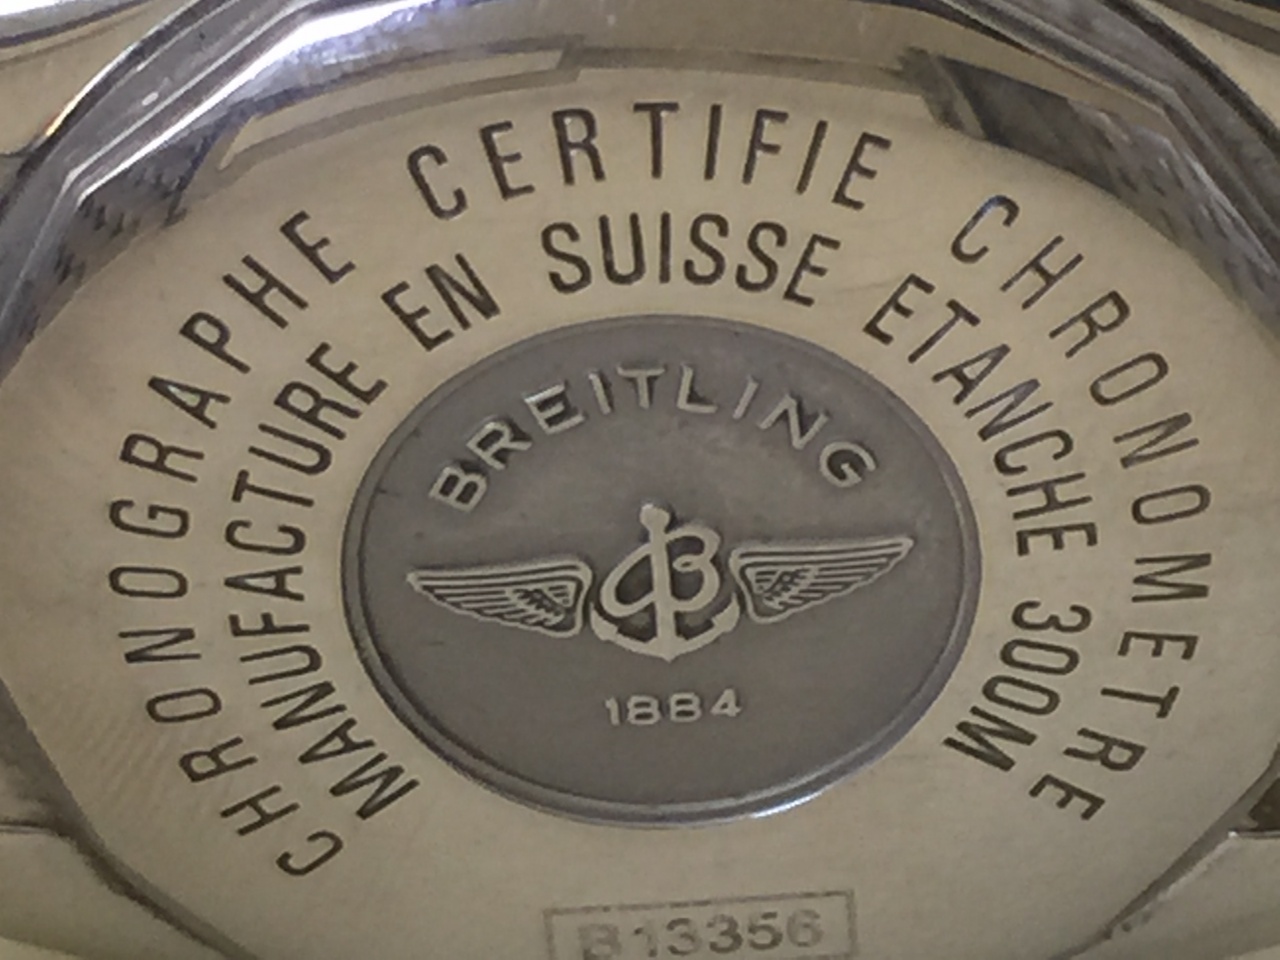 CHRONOGRAPHE CERTIFIE CHRONOMETRE
MANUFACTURE EN SUISSE ETANCHE 300M
BREITLING
B
1884
B13356